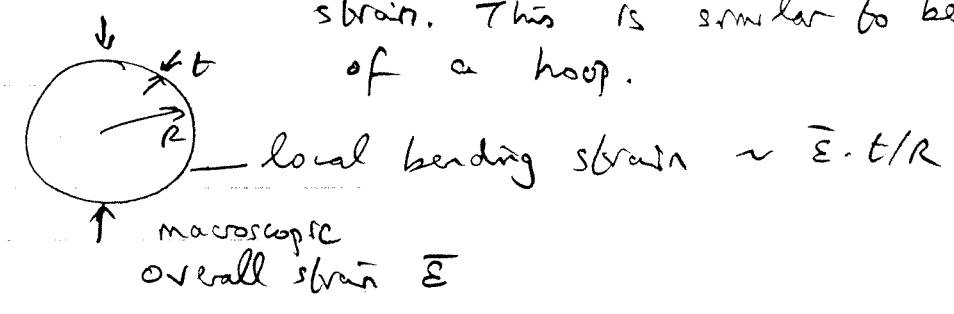 strain. This is similar to be
of a hoop.
t
R
local bending strain ~ ε̄ . t/R
macroscopic
overall strain ε̄